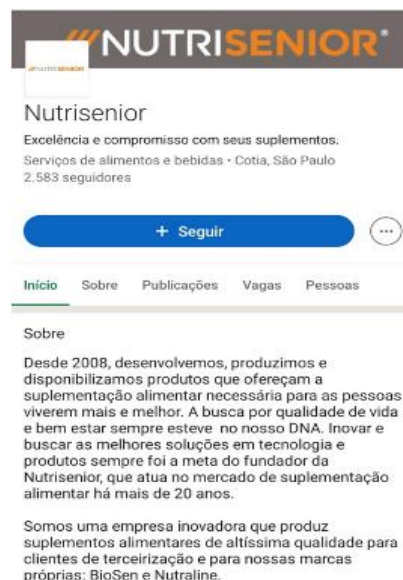 NUTRISENIOR®
NUTRISENIOR
Nutrisenior
Excelência e compromisso com seus suplementos.
Serviços de alimentos e bebidas • Cotia, São Paulo
2.583 seguidores
+ Seguir
Início Sobre Publicações Vagas Pessoas
Sobre
Desde 2008, desenvolvemos, produzimos e
disponibilizamos produtos que ofereçam a
suplementação alimentar necessária para as pessoas
viverem mais e melhor. A busca por qualidade de vida
e bem estar sempre esteve no nosso DNA. Inovar e
buscar as melhores soluções em tecnologia e
produtos sempre foi a meta do fundador da
Nutrisenior, que atua no mercado de suplementação
alimentar há mais de 20 anos.
Somos uma empresa inovadora que produz
suplementos alimentares de altíssima qualidade para
clientes de terceirização e para nossas marcas
próprias: BioSen e Nutraline.